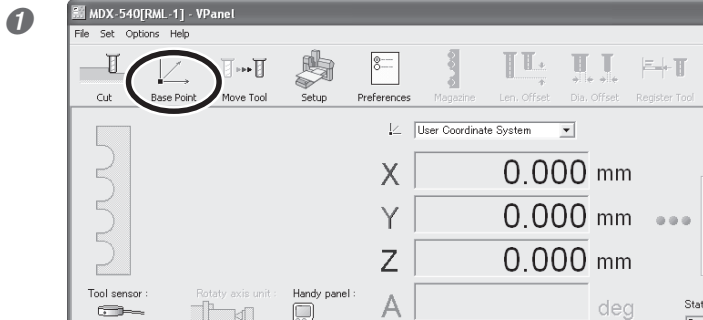 1
MDX-540[RML-1] - VPanel
File Set Options Help
Cut Base Point Move Tool Setup Preferences Magazine Len. Offset Dia. Offset Register Tool
User Coordinate System
X 0.000 mm
Y 0.000 mm
Z 0.000 mm
Tool sensor : Rotaty axis unit : Handy panel :
A deg